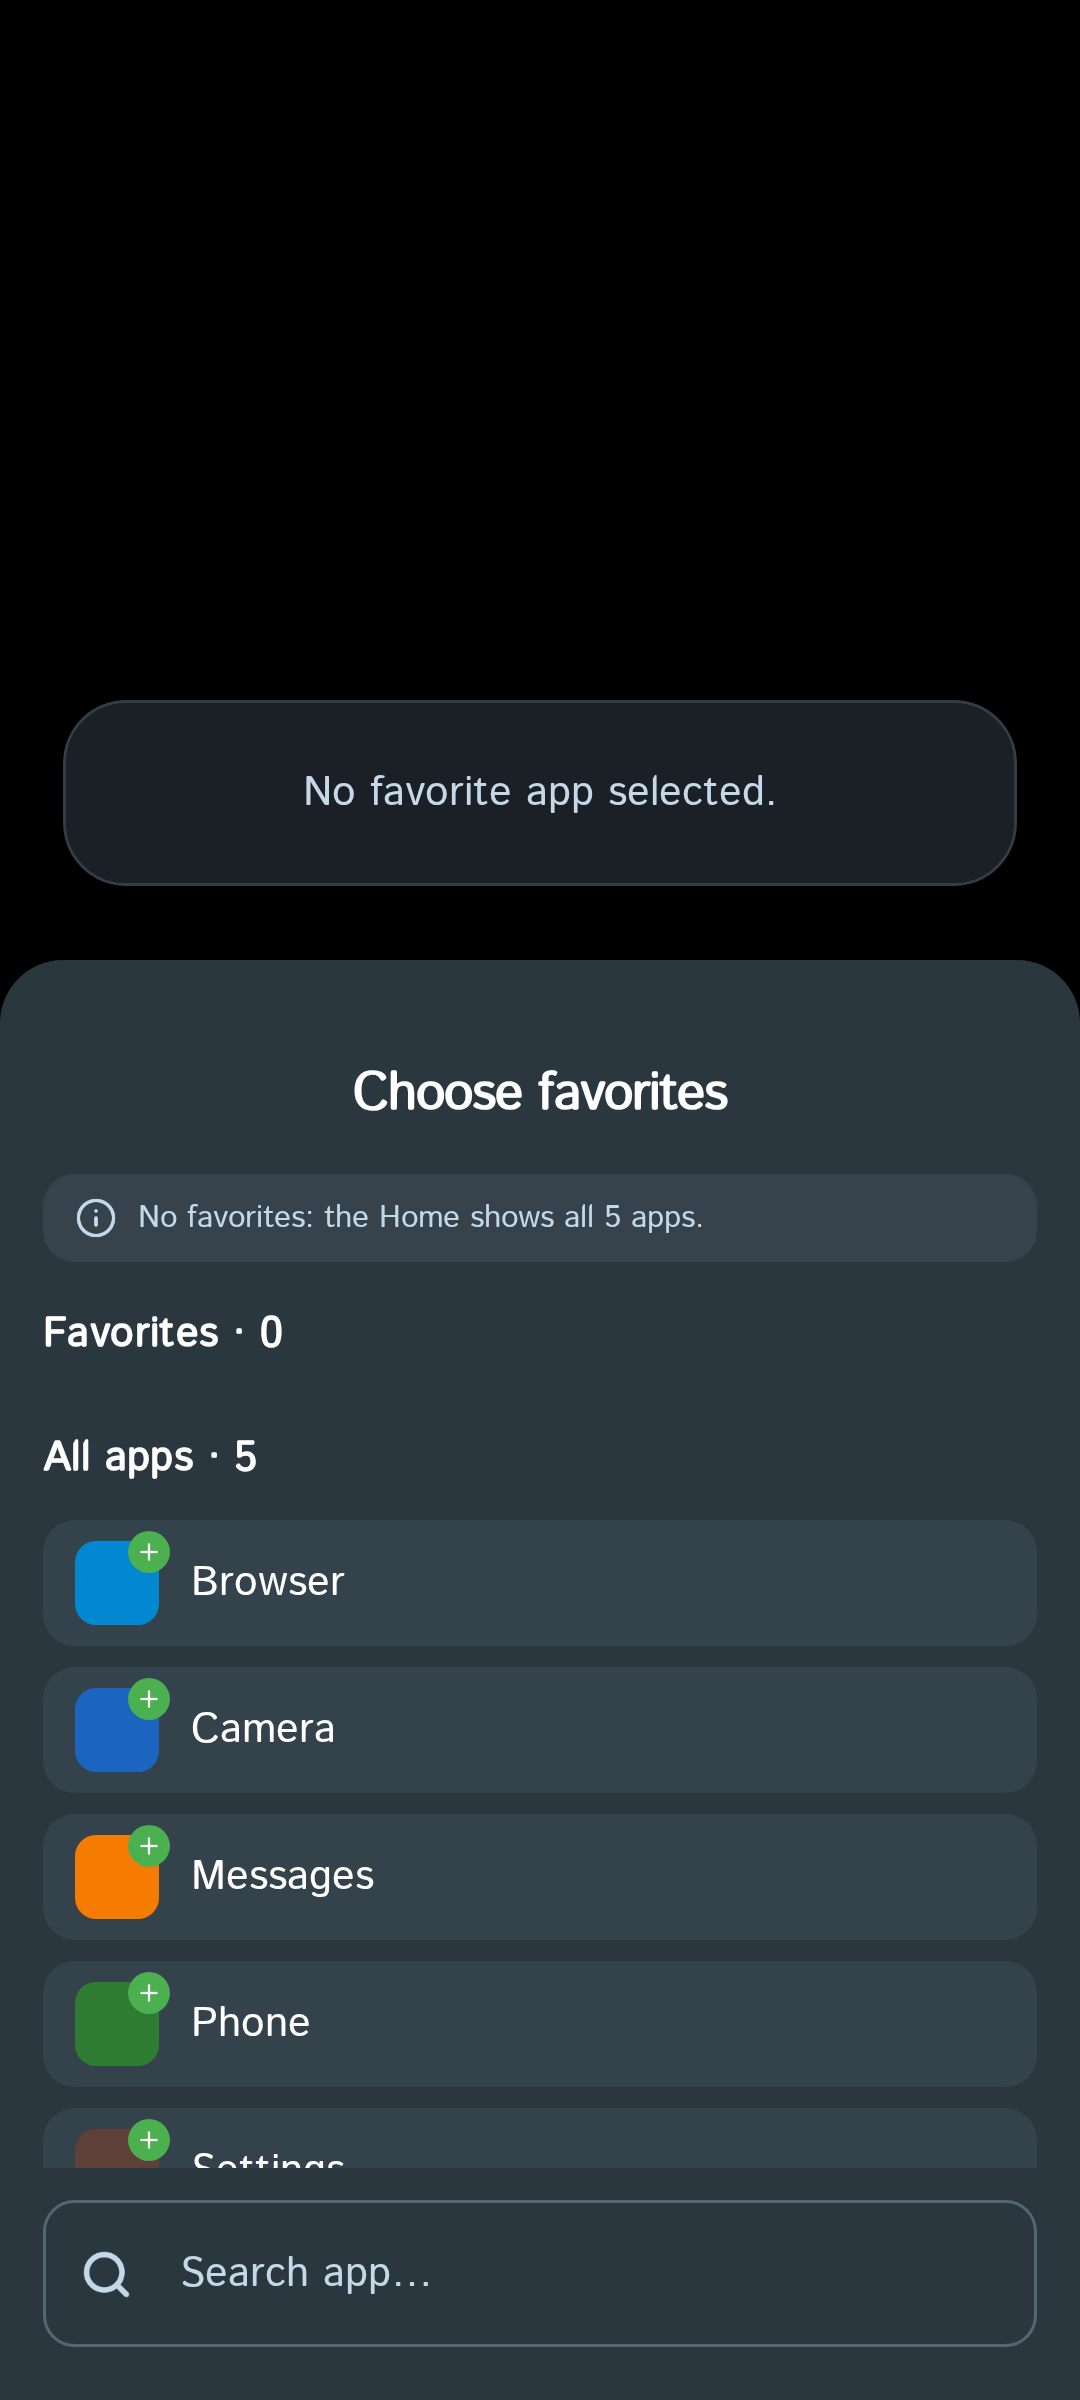 No favorite app selected.
Choose favorites
No favorites: the Home shows all 5 apps.
Favorites · 0
All apps · 5
Browser
Camera
Messages
Phone
Settings
Search app...